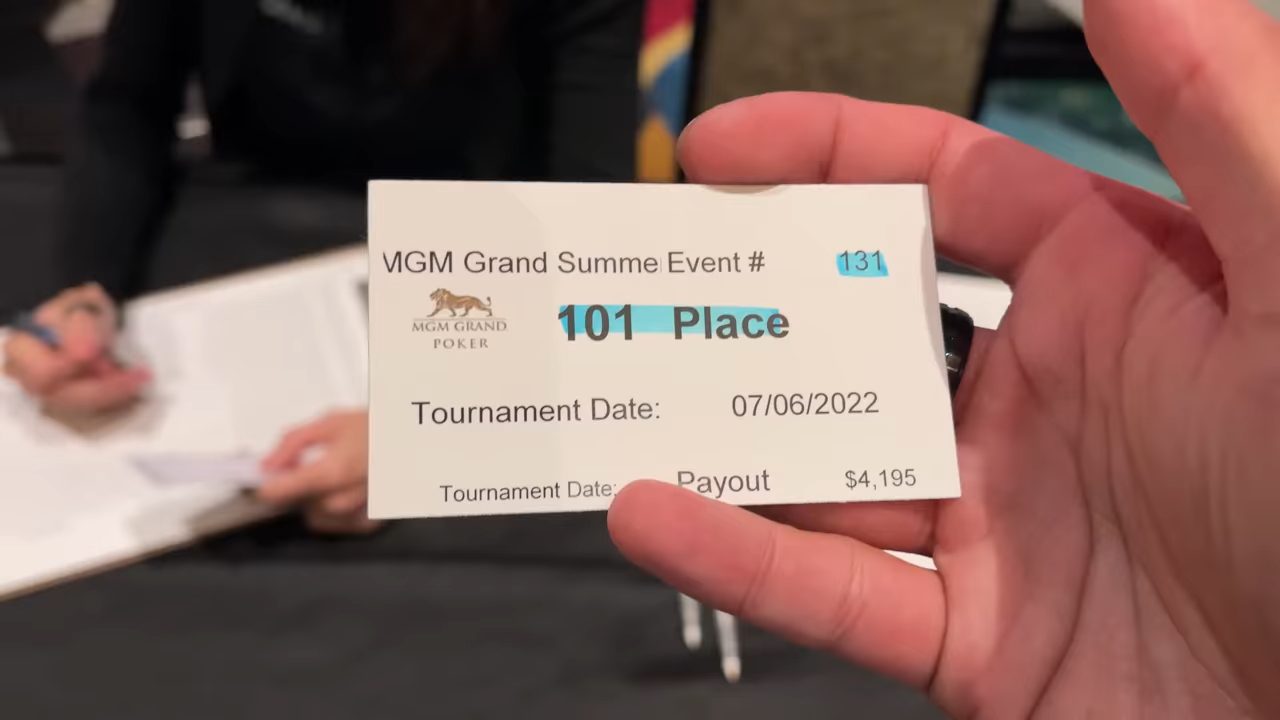 MGM Grand Summe Event # 131
MGM GRAND
POKER
101 Place
Tournament Date: 07/06/2022
Tournament Date: Payout $4,195